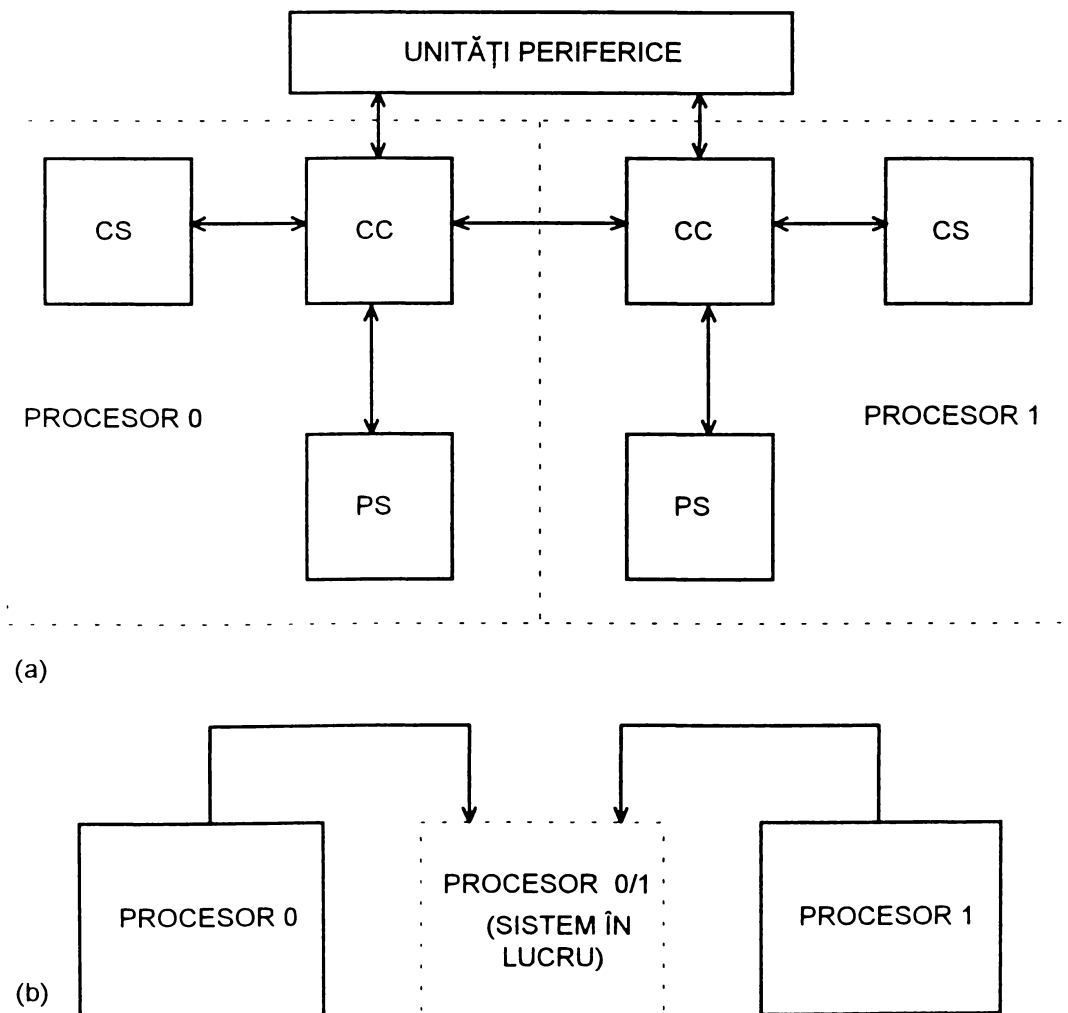 UNITĂȚI PERIFERICE
CS
CC
CC
CS
PROCESOR 0
PROCESOR 1
PS
PS
(a)
PROCESOR 0
PROCESOR 0/1
(SISTEM ÎN
LUCRU)
PROCESOR 1
(b)